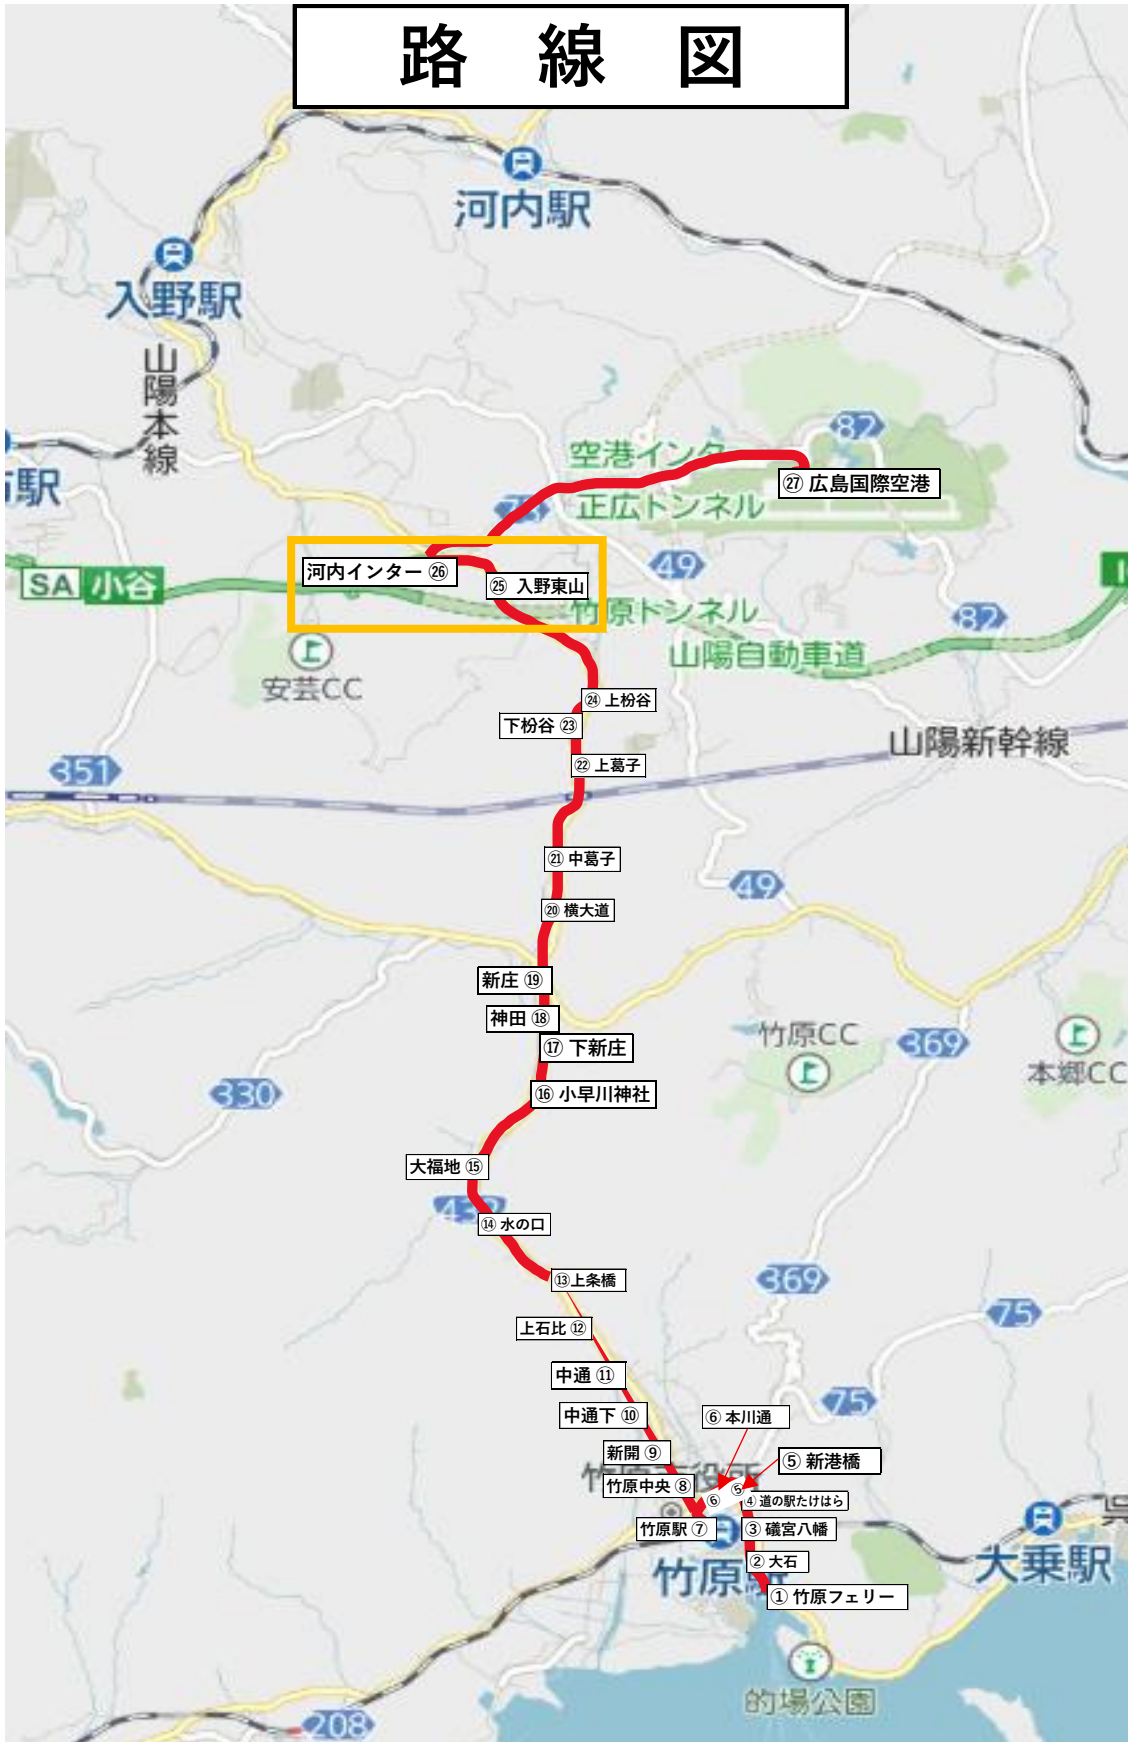 路線図
河内駅
入野駅
山陽本線
82
空港インタ
㉗ 広島国際空港
駅
正広トンネル
49
河内インター ㉖
㉕ 入野東山
SA 小谷
竹原トンネル
82
山陽自動車道
安芸CC
㉔ 上枌谷
下枌谷 ㉓
山陽新幹線
㉒ 上葛子
351
㉑ 中葛子
49
⑳ 横大道
新庄 ⑲
神田 ⑱
竹原CC
369
⑰ 下新庄
本郷CC
330
⑯ 小早川神社
大福地 ⑮
432
⑭ 水の口
⑬上条橋
369
75
上石比 ⑫
中通 ⑪
75
中通下 ⑩
⑥ 本川通
新開 ⑨
⑤ 新港橋
竹原中央 ⑧
⑤
⑥
④ 道の駅たけはら
呉
竹原駅 ⑦
③ 礒宮八幡
大乗駅
② 大石
竹原駅
① 竹原フェリー
的場公園
208